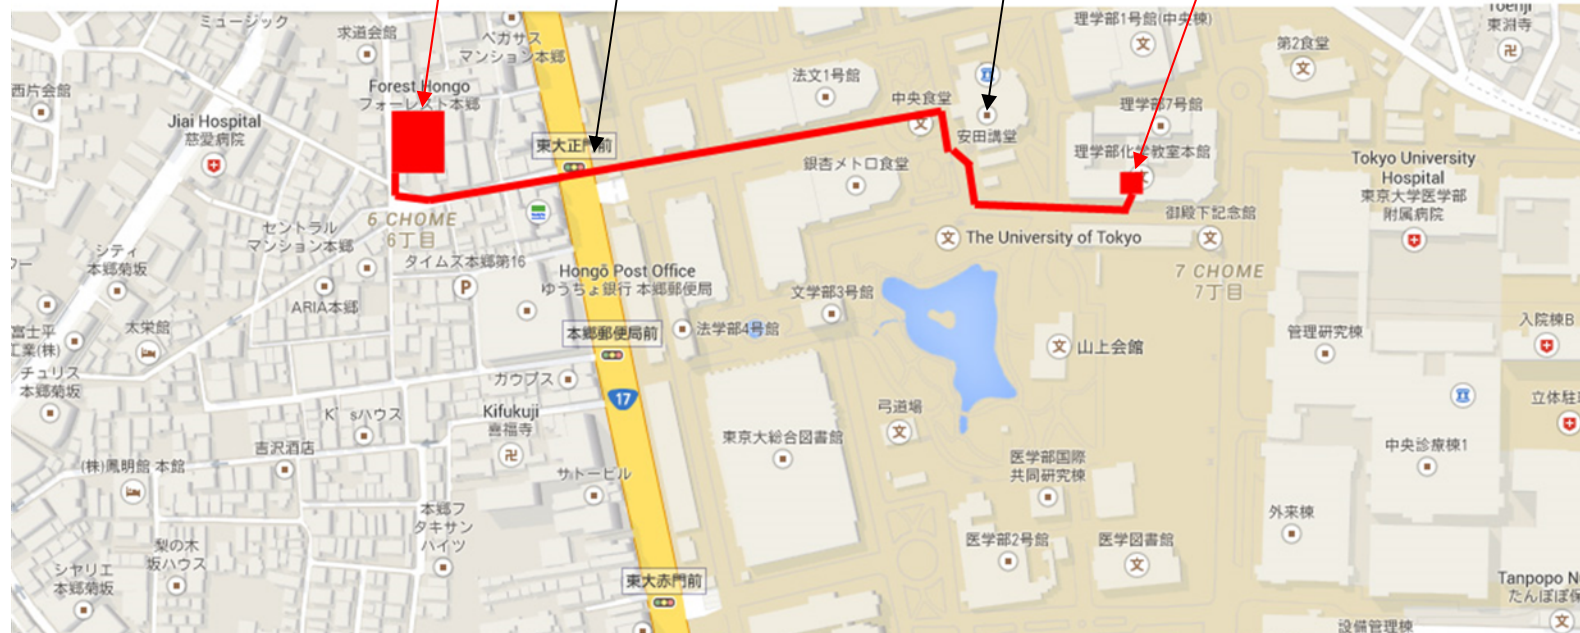 ミュージック
求道会館
ペガサス
マンション本郷
理学部1号館(中央棟)
第2食堂
Toenji
東淵寺
西片会館
Forest Hongo
フォーレスト本郷
法文1号館
中央食堂
理学部7号館
Jiai Hospital
慈愛病院
東大正門前
安田講堂
銀杏メトロ食堂
理学部化学教室本館
Tokyo University
Hospital
東京大学医学部
附属病院
6 CHOME
6丁目
御殿下記念館
セントラル
マンション本郷
The University of Tokyo
シティ
本郷菊坂
タイムズ本郷第16
P
Hongō Post Office
ゆうちょ銀行 本郷郵便局
7 CHOME
7丁目
ARIA本郷
文学部3号館
太栄館
富士平
工業(株)
本郷郵便局前
法学部4号館
管理研究棟
入院棟B
山上会館
チュリス
本郷菊坂
ガウプス
17
K゛sハウス
Kifukuji
喜福寺
弓道場
立体駐
吉沢酒店
東京大総合図書館
中央診療棟1
(株)鳳明館 本館
サトービル
医学部国際
共同研究棟
本郷フ
タキサン
ハイツ
外来棟
梨の木
坂ハウス
医学部2号館
医学図書館
シャリエ
本郷菊坂
東大赤門前
Tanpopo N
たんぽぽ保
設備管理棟